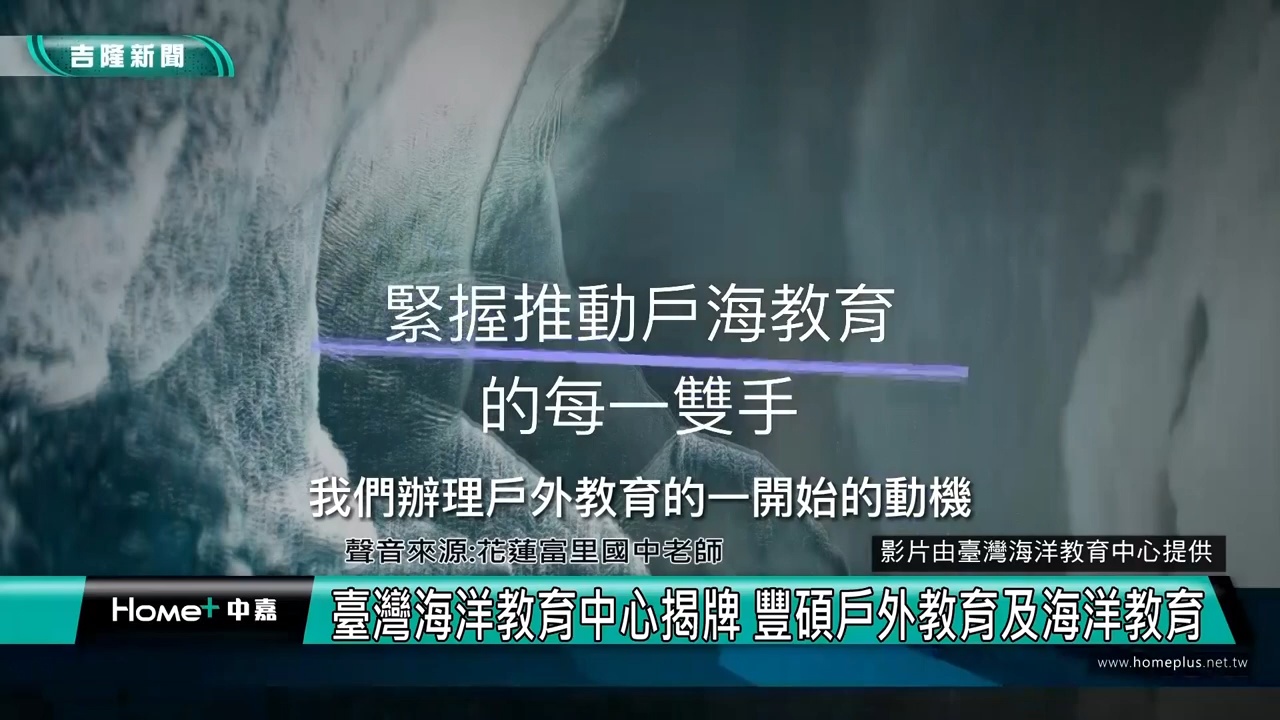 吉隆新聞
緊握推動戶海教育
的每一雙手
我們辦理戶外教育的一開始的動機
聲音來源:花蓮富里國中老師
影片由臺灣海洋教育中心提供
Home+中嘉
臺灣海洋教育中心揭牌 豐碩戶外教育及海洋教育
www.homeplus.net.tw